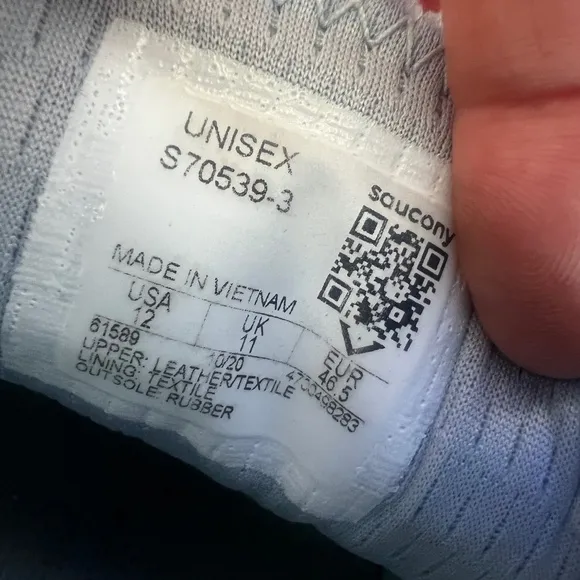 UNISEX
S70539-3
saucony
MADE IN VIETNAM
USA UK EUR
12 11 46.5
61589 10/20 4700498283
UPPER: LEATHER/TEXTILE
LINING: TEXTILE
OUTSOLE: RUBBER